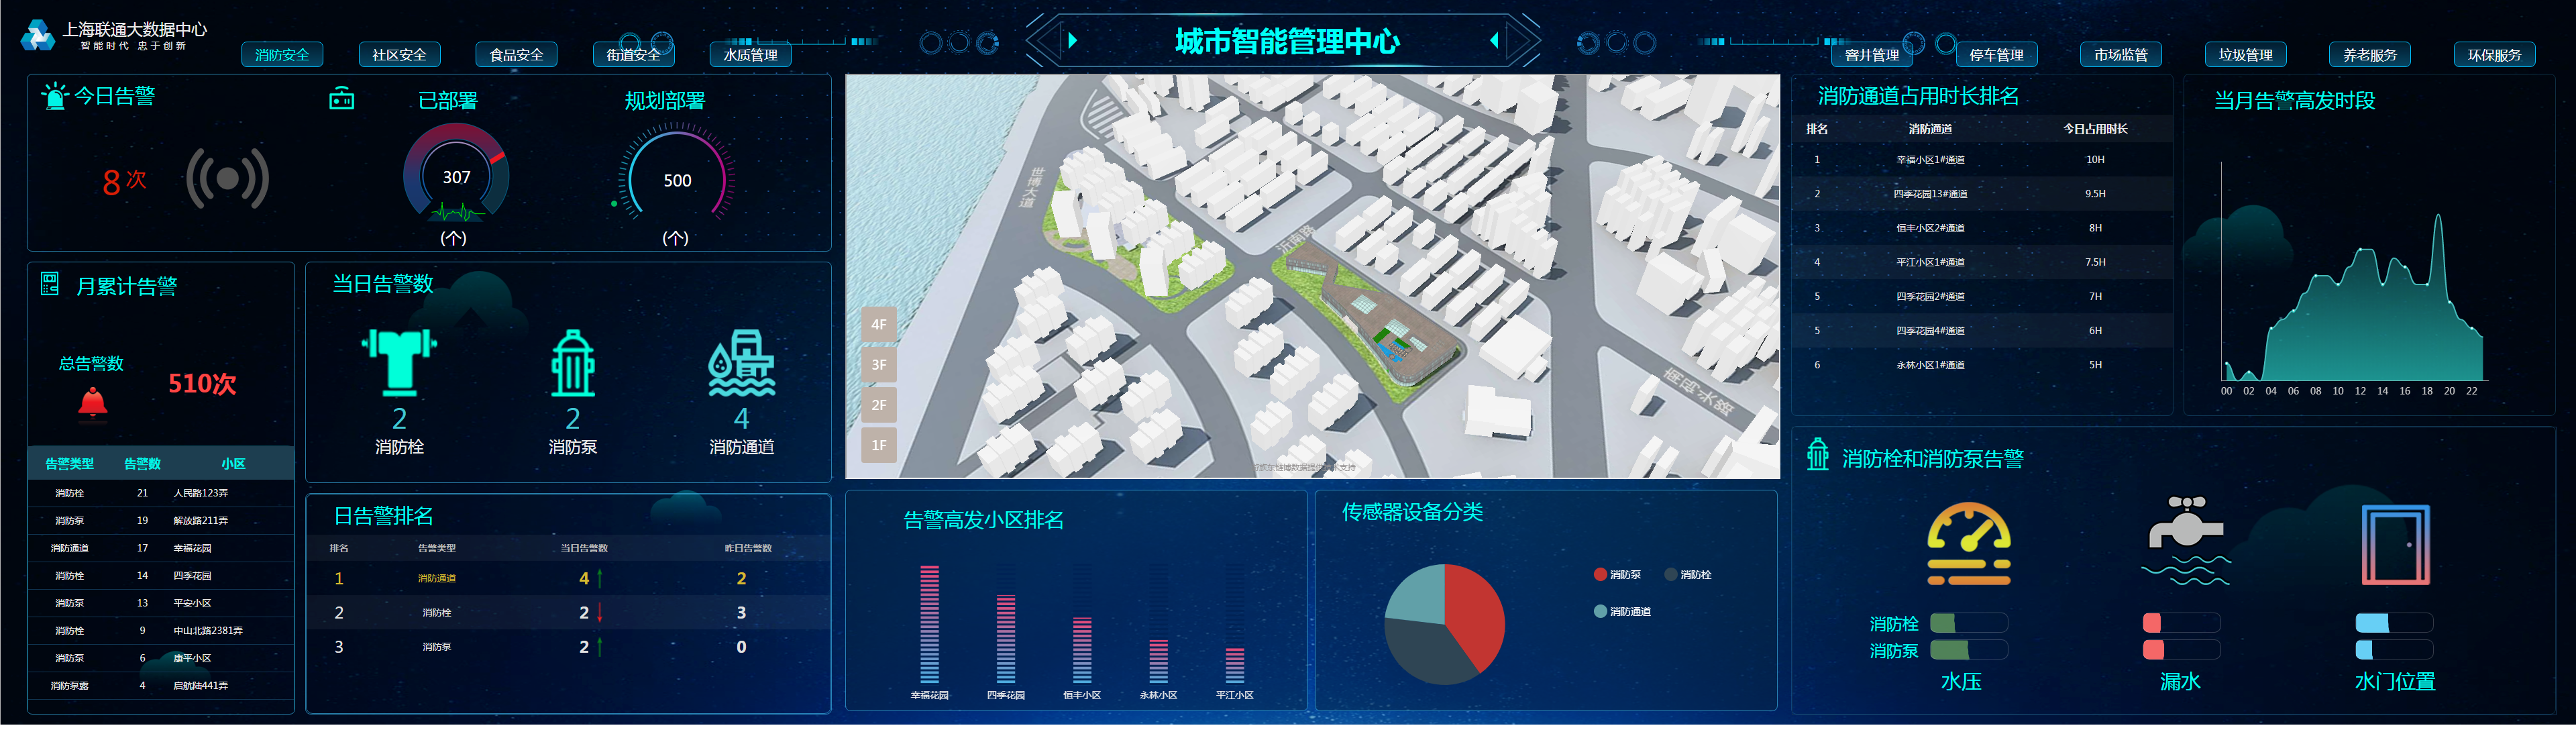 上海联通大数据中心
智能时代 忠于创新
消防安全 社区安全 食品安全 街道安全 水质管理
城市智能管理中心
窨井管理 停车管理 市场监管 垃圾管理 养老服务 环保服务
今日告警
8次
已部署
307
(个)
规划部署
500
(个)
月累计告警
总告警数
510次
告警类型 告警数 小区
消防栓 21 人民路123弄
消防泵 19 解放路211弄
消防通道 17 幸福花园
消防栓 14 四季花园
消防泵 13 平安小区
消防栓 9 中山北路2381弄
消防泵 6 康平小区
消防泵露 4 启航陆441弄
当日告警数
2 2 4
消防栓 消防泵 消防通道
日告警排名
排名 告警类型 当日告警数 昨日告警数
1 消防通道 4 2
2 消防栓 2 3
3 消防泵 2 0
世博大道
沂南路
4F
3F
2F
1F
告警高发小区排名
幸福花园 四季花园 恒丰小区 永林小区 平江小区
传感器设备分类
消防泵 消防栓
消防通道
消防通道占用时长排名
排名 消防通道 今日占用时长
1 幸福小区1#通道 10H
2 四季花园13#通道 9.5H
3 恒丰小区2#通道 8H
4 平江小区1#通道 7.5H
5 四季花园2#通道 7H
5 四季花园4#通道 6H
6 永林小区1#通道 5H
当月告警高发时段
00 02 04 06 08 10 12 14 16 18 20 22
消防栓和消防泵告警
消防栓
消防泵
水压 漏水 水门位置